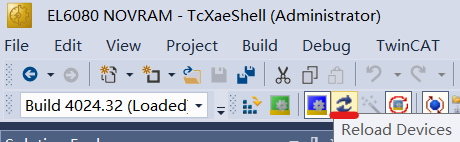 EL6080 NOVRAM - TcXaeShell (Administrator)
File Edit View Project Build Debug TwinCAT
Build 4024.32 (Loaded)
Reload Devices